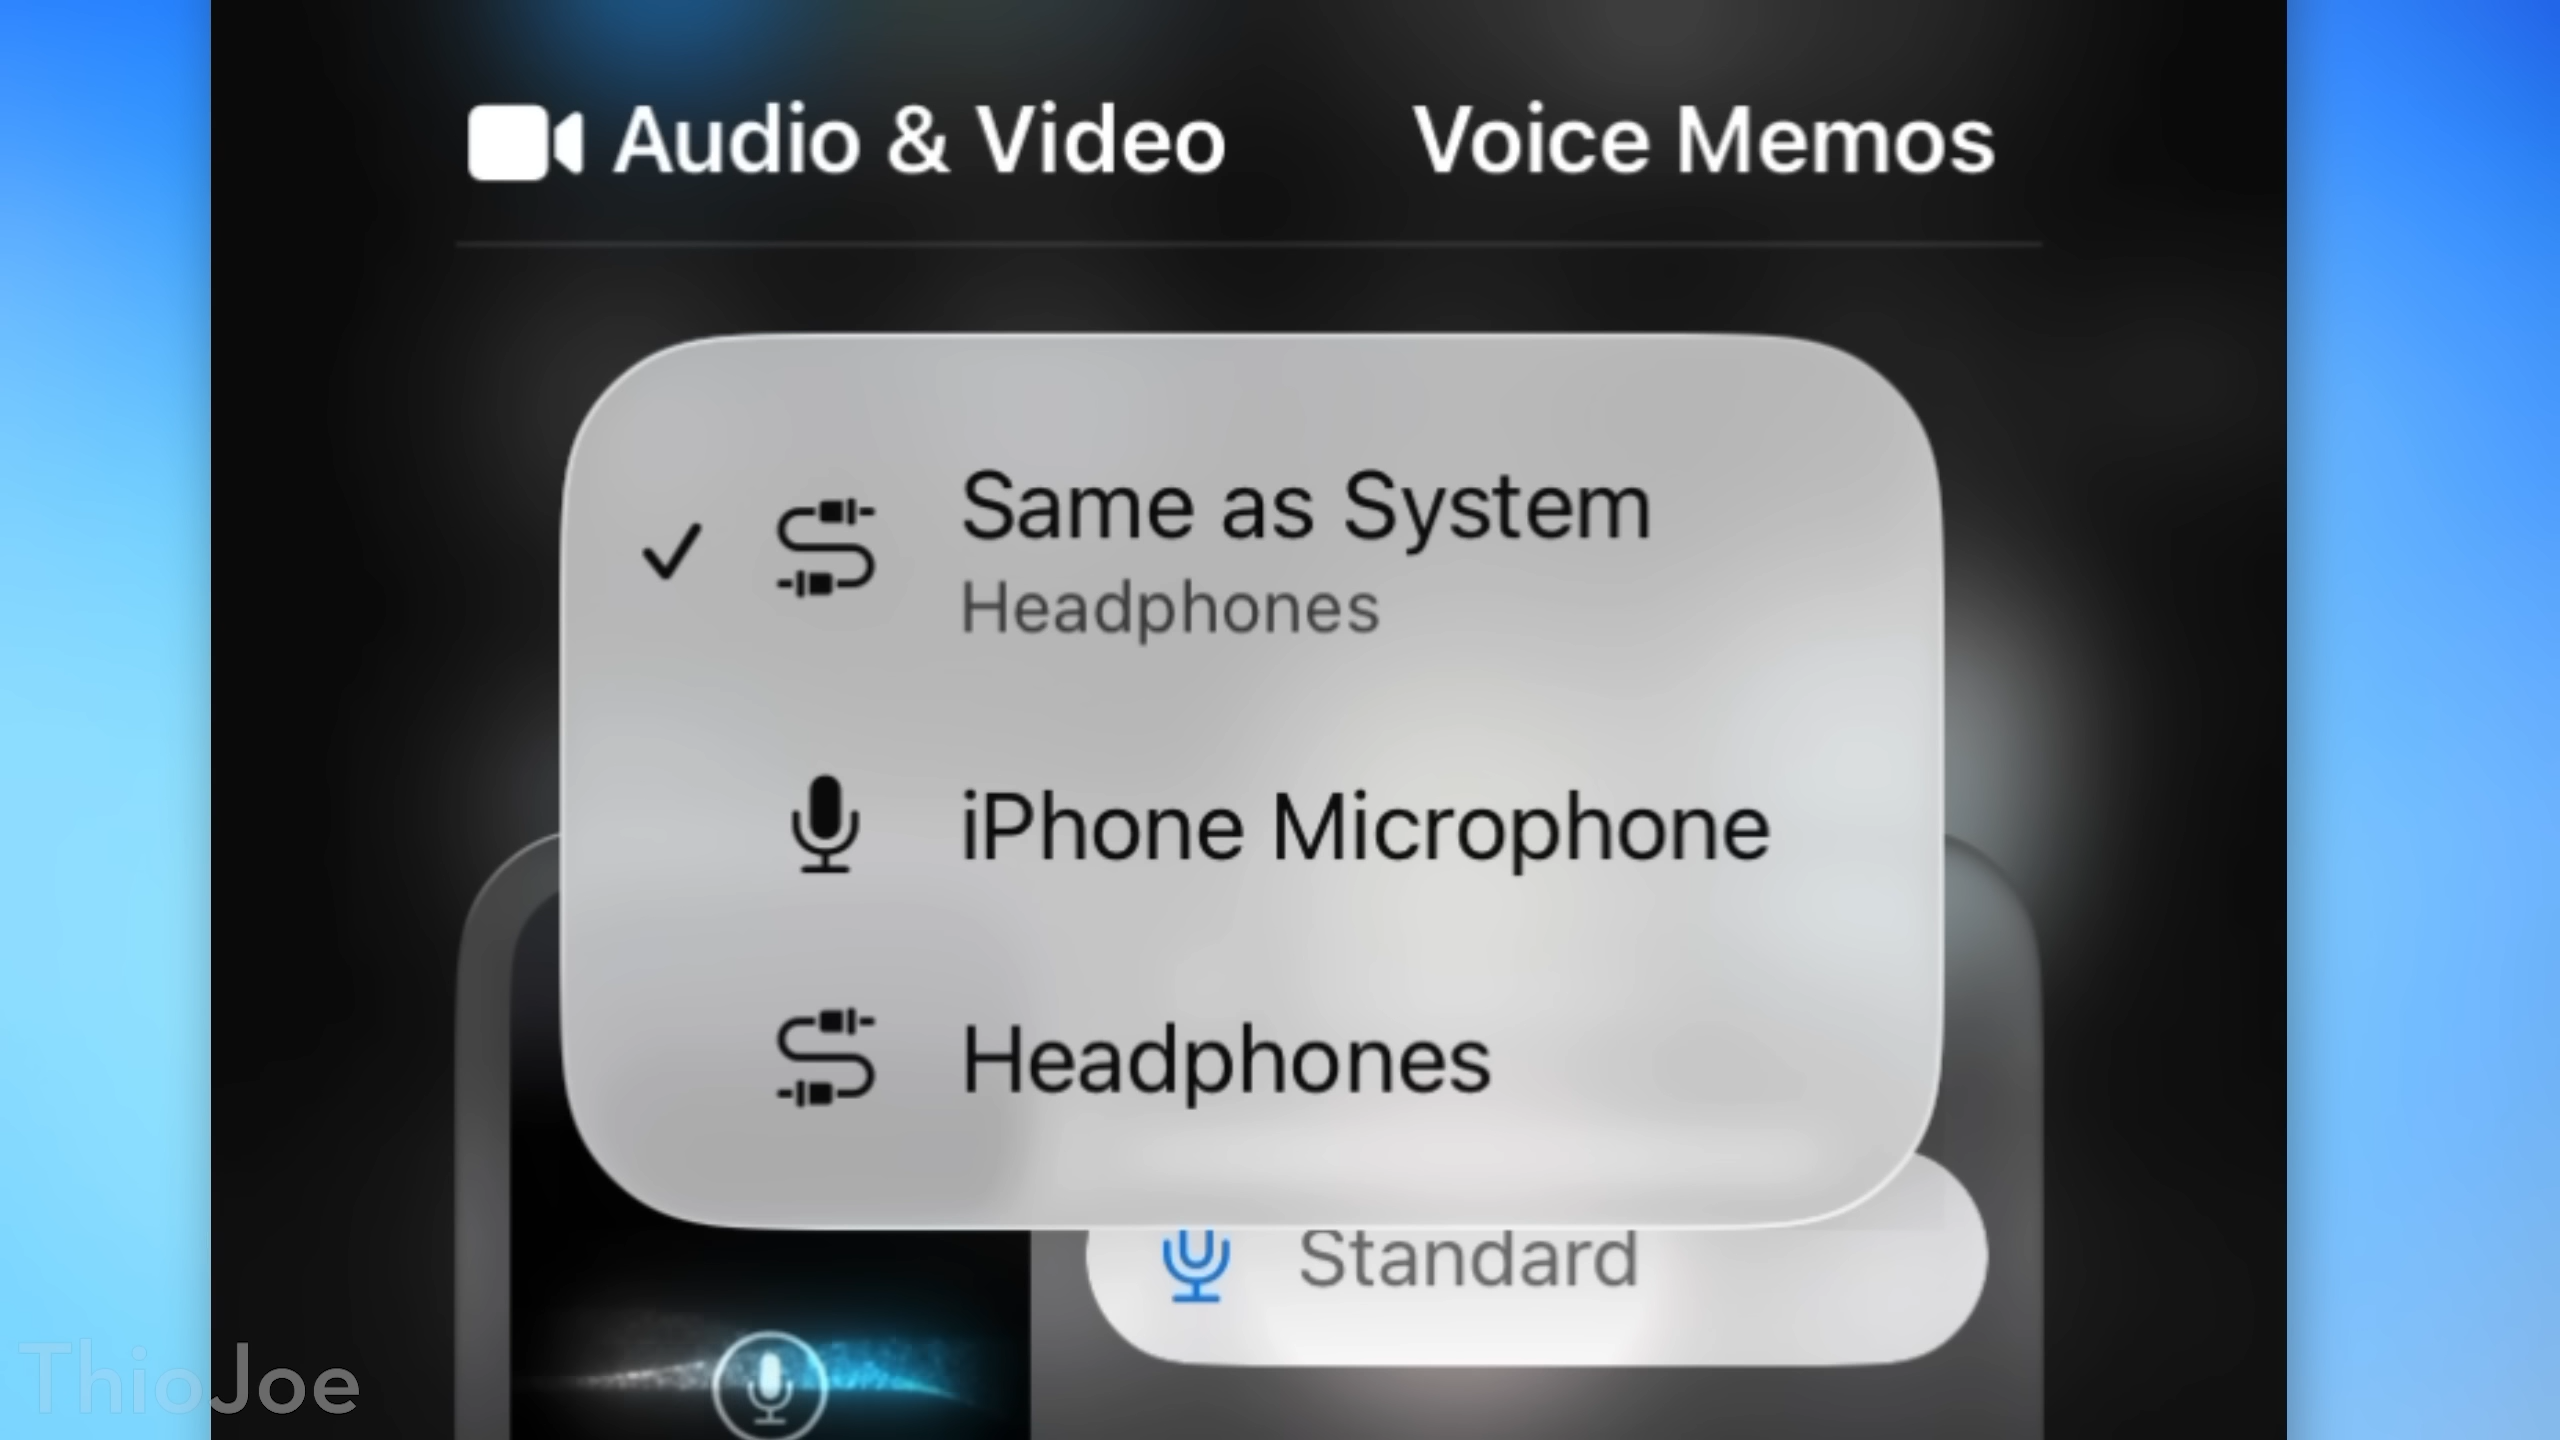 Audio & Video
Voice Memos
Same as System
Headphones
iPhone Microphone
Headphones
Standard
ThioJoe